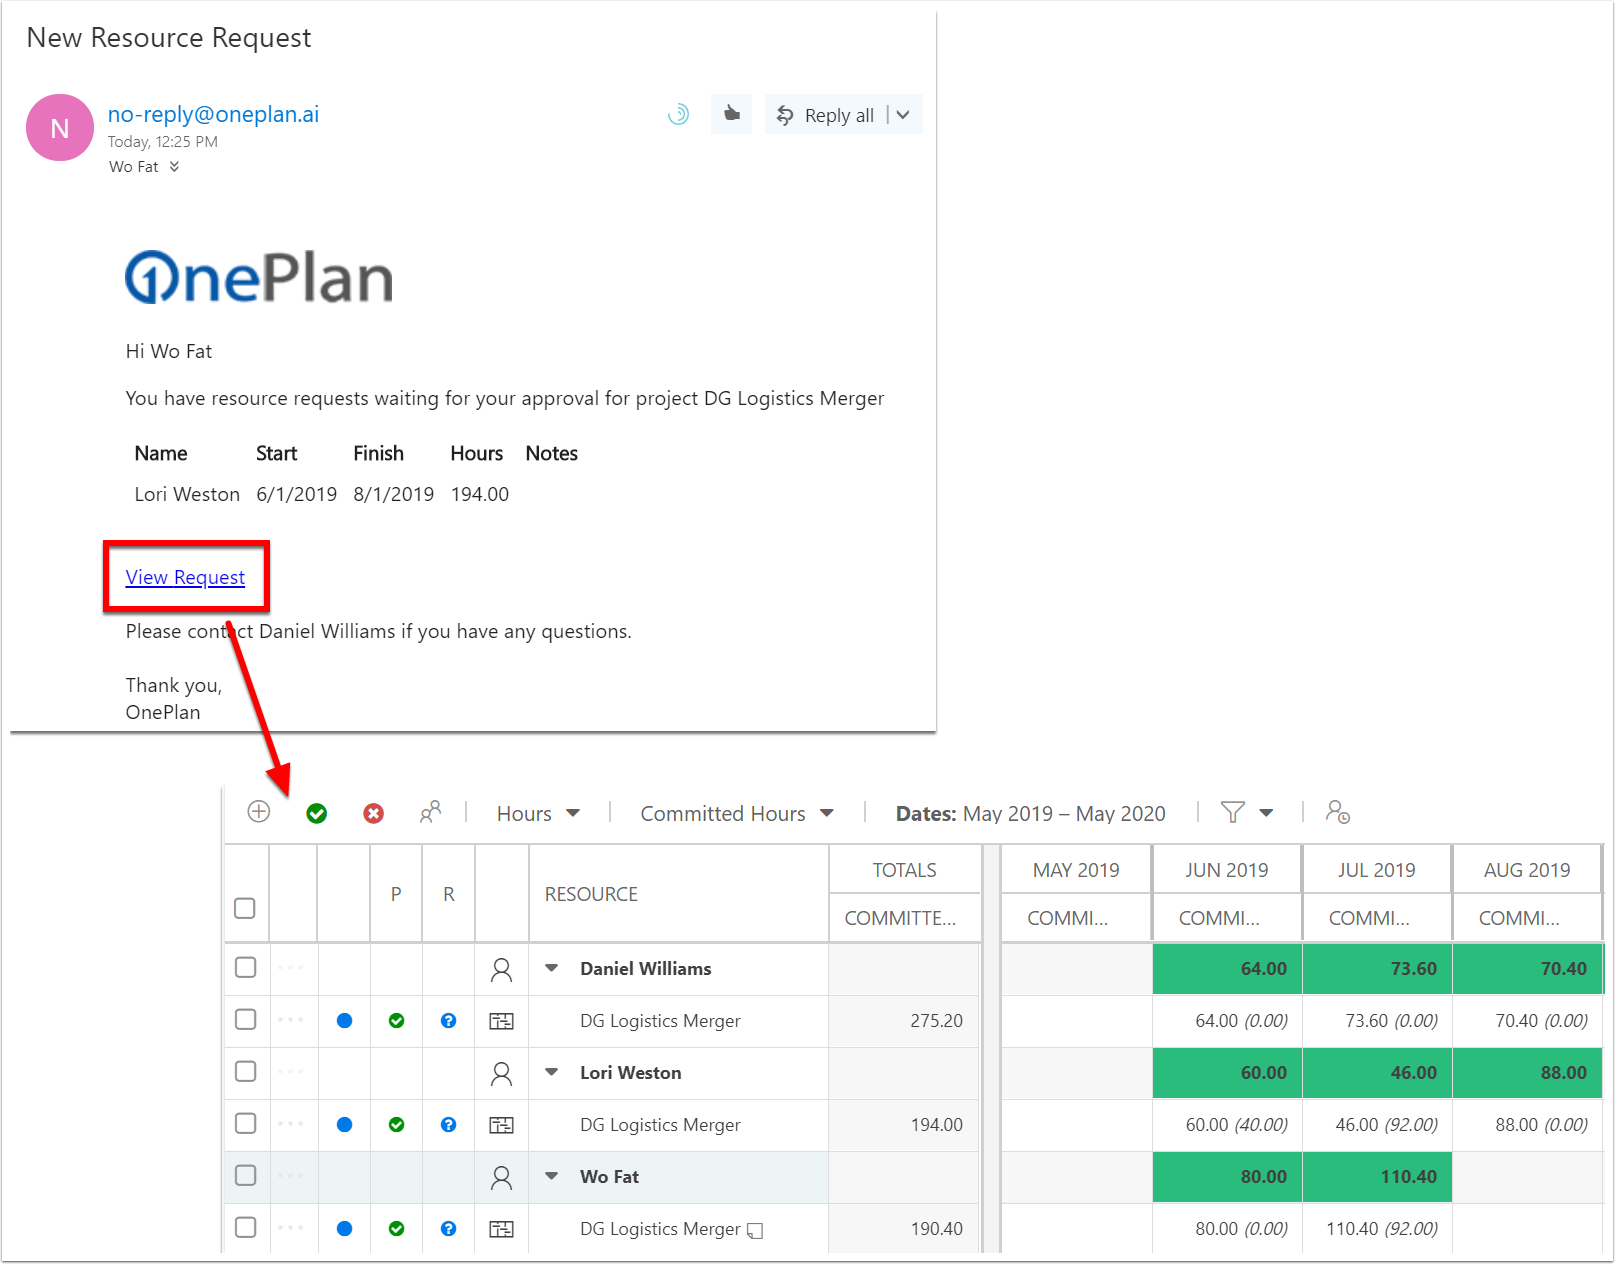 New Resource Request
N
no-reply@oneplan.ai
Reply all
Today, 12:25 PM
Wo Fat
OnePlan
Hi Wo Fat
You have resource requests waiting for your approval for project DG Logistics Merger
Name Start Finish Hours Notes
Lori Weston 6/1/2019 8/1/2019 194.00
View Request
Please contact Daniel Williams if you have any questions.
Thank you,
OnePlan
Hours Committed Hours Dates: May 2019 – May 2020
P R RESOURCE TOTALS MAY 2019 JUN 2019 JUL 2019 AUG 2019
COMMITTE... COMMI... COMMI... COMMI... COMMI...
Daniel Williams 64.00 73.60 70.40
DG Logistics Merger 275.20 64.00 (0.00) 73.60 (0.00) 70.40 (0.00)
Lori Weston 60.00 46.00 88.00
DG Logistics Merger 194.00 60.00 (40.00) 46.00 (92.00) 88.00 (0.00)
Wo Fat 80.00 110.40
DG Logistics Merger 190.40 80.00 (0.00) 110.40 (92.00)